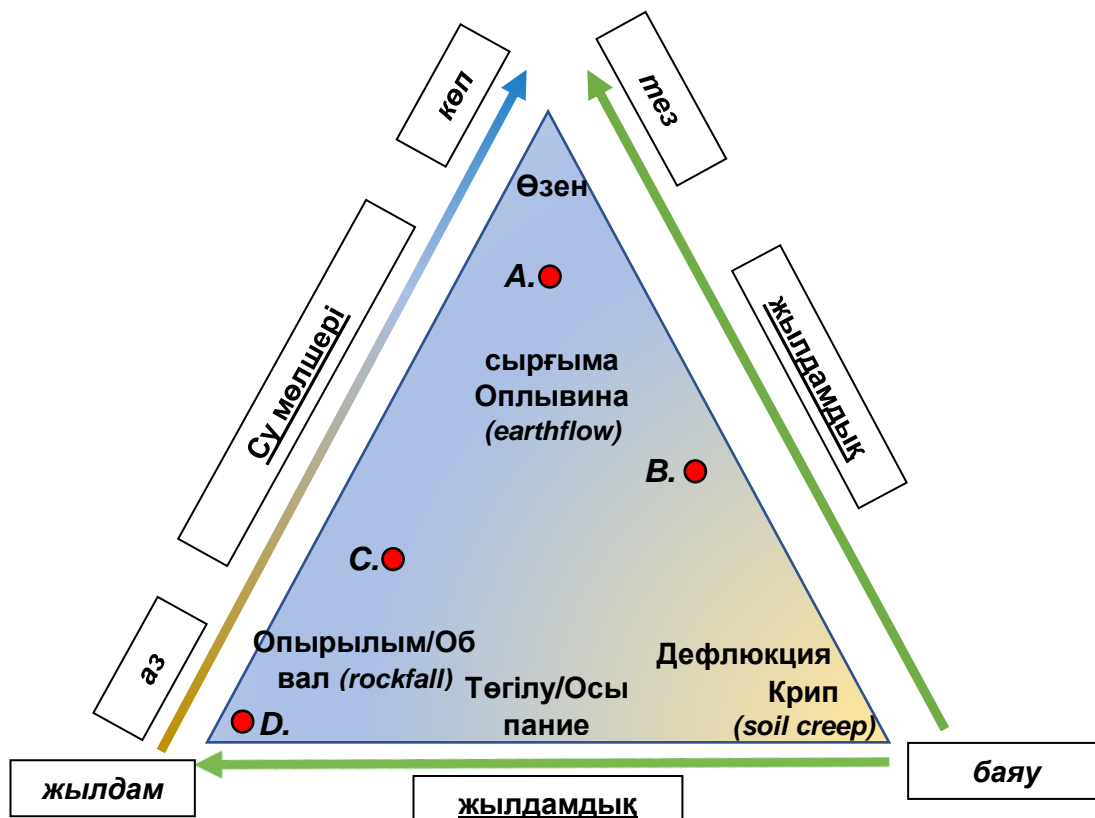 көп
тез
Өзен
A.
Су мөлшері
жылдамдық
сырғыма
Оплывина
(earthflow)
B.
C.
аз
Опырылым/Об
вал (rockfall)
Төгілу/Осы
пание
Дефлюкция
Крип
(soil creep)
D.
жылдам
баяу
жылдамдық